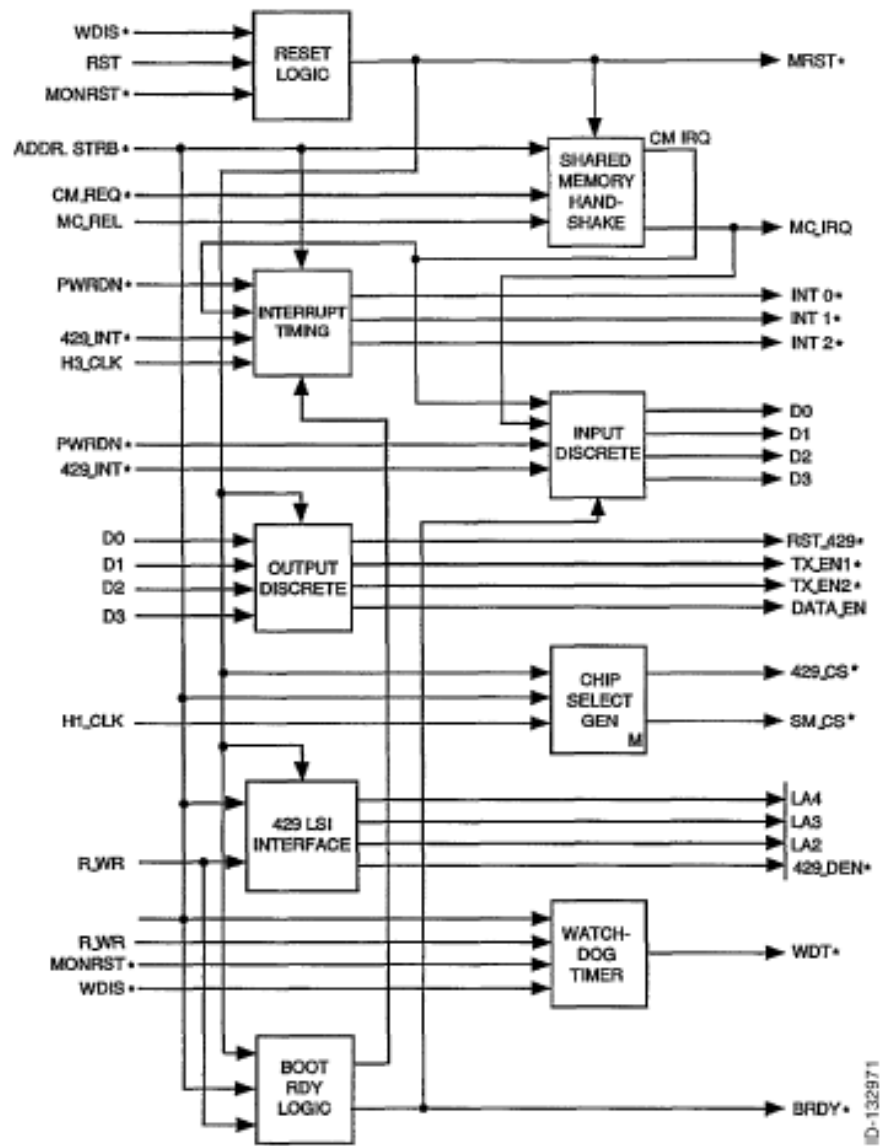 WDIS*
RST
MONRST*
RESET
LOGIC
MRST*
ADDR. STRB*
CM_REQ*
MC_REL
SHARED
MEMORY
HAND-
SHAKE
CM IRQ
MC_IRQ
PWRDN*
429_INT*
H3_CLK
INTERRUPT
TIMING
INT 0*
INT 1*
INT 2*
PWRDN*
429_INT*
INPUT
DISCRETE
D0
D1
D2
D3
D0
D1
D2
D3
OUTPUT
DISCRETE
RST_429*
TX_EN1*
TX_EN2*
DATA_EN
H1_CLK
CHIP
SELECT
GEN
M
429_CS*
SM_CS*
R_WR
429 LSI
INTERFACE
LA4
LA3
LA2
429_DEN*
R_WR
MONRST*
WDIS*
WATCH-
DOG
TIMER
WDT*
BOOT
RDY
LOGIC
BRDY*
ID-132971